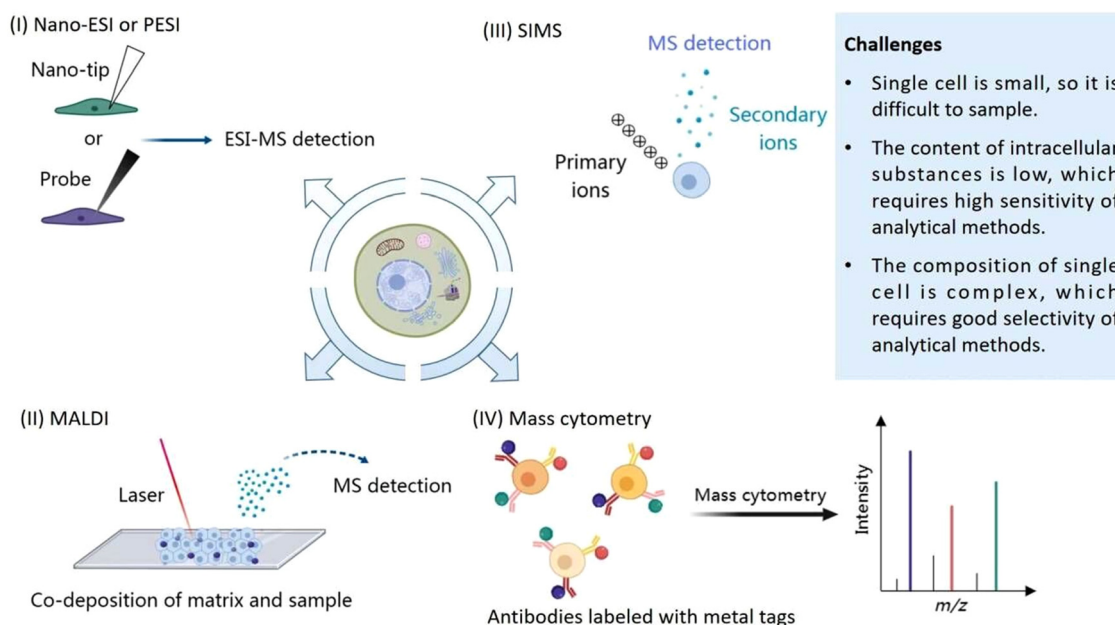 (I) Nano-ESI or PESI
Nano-tip
or
Probe
ESI-MS detection
(III) SIMS
MS detection
Secondary
ions
Primary
ions
Challenges
• Single cell is small, so it is
difficult to sample.
• The content of intracellular
substances is low, which
requires high sensitivity of
analytical methods.
• The composition of single
cell is complex, which
requires good selectivity of
analytical methods.
(II) MALDI
Laser
MS detection
Co-deposition of matrix and sample
(IV) Mass cytometry
Mass cytometry
Antibodies labeled with metal tags
Intensity
m/z